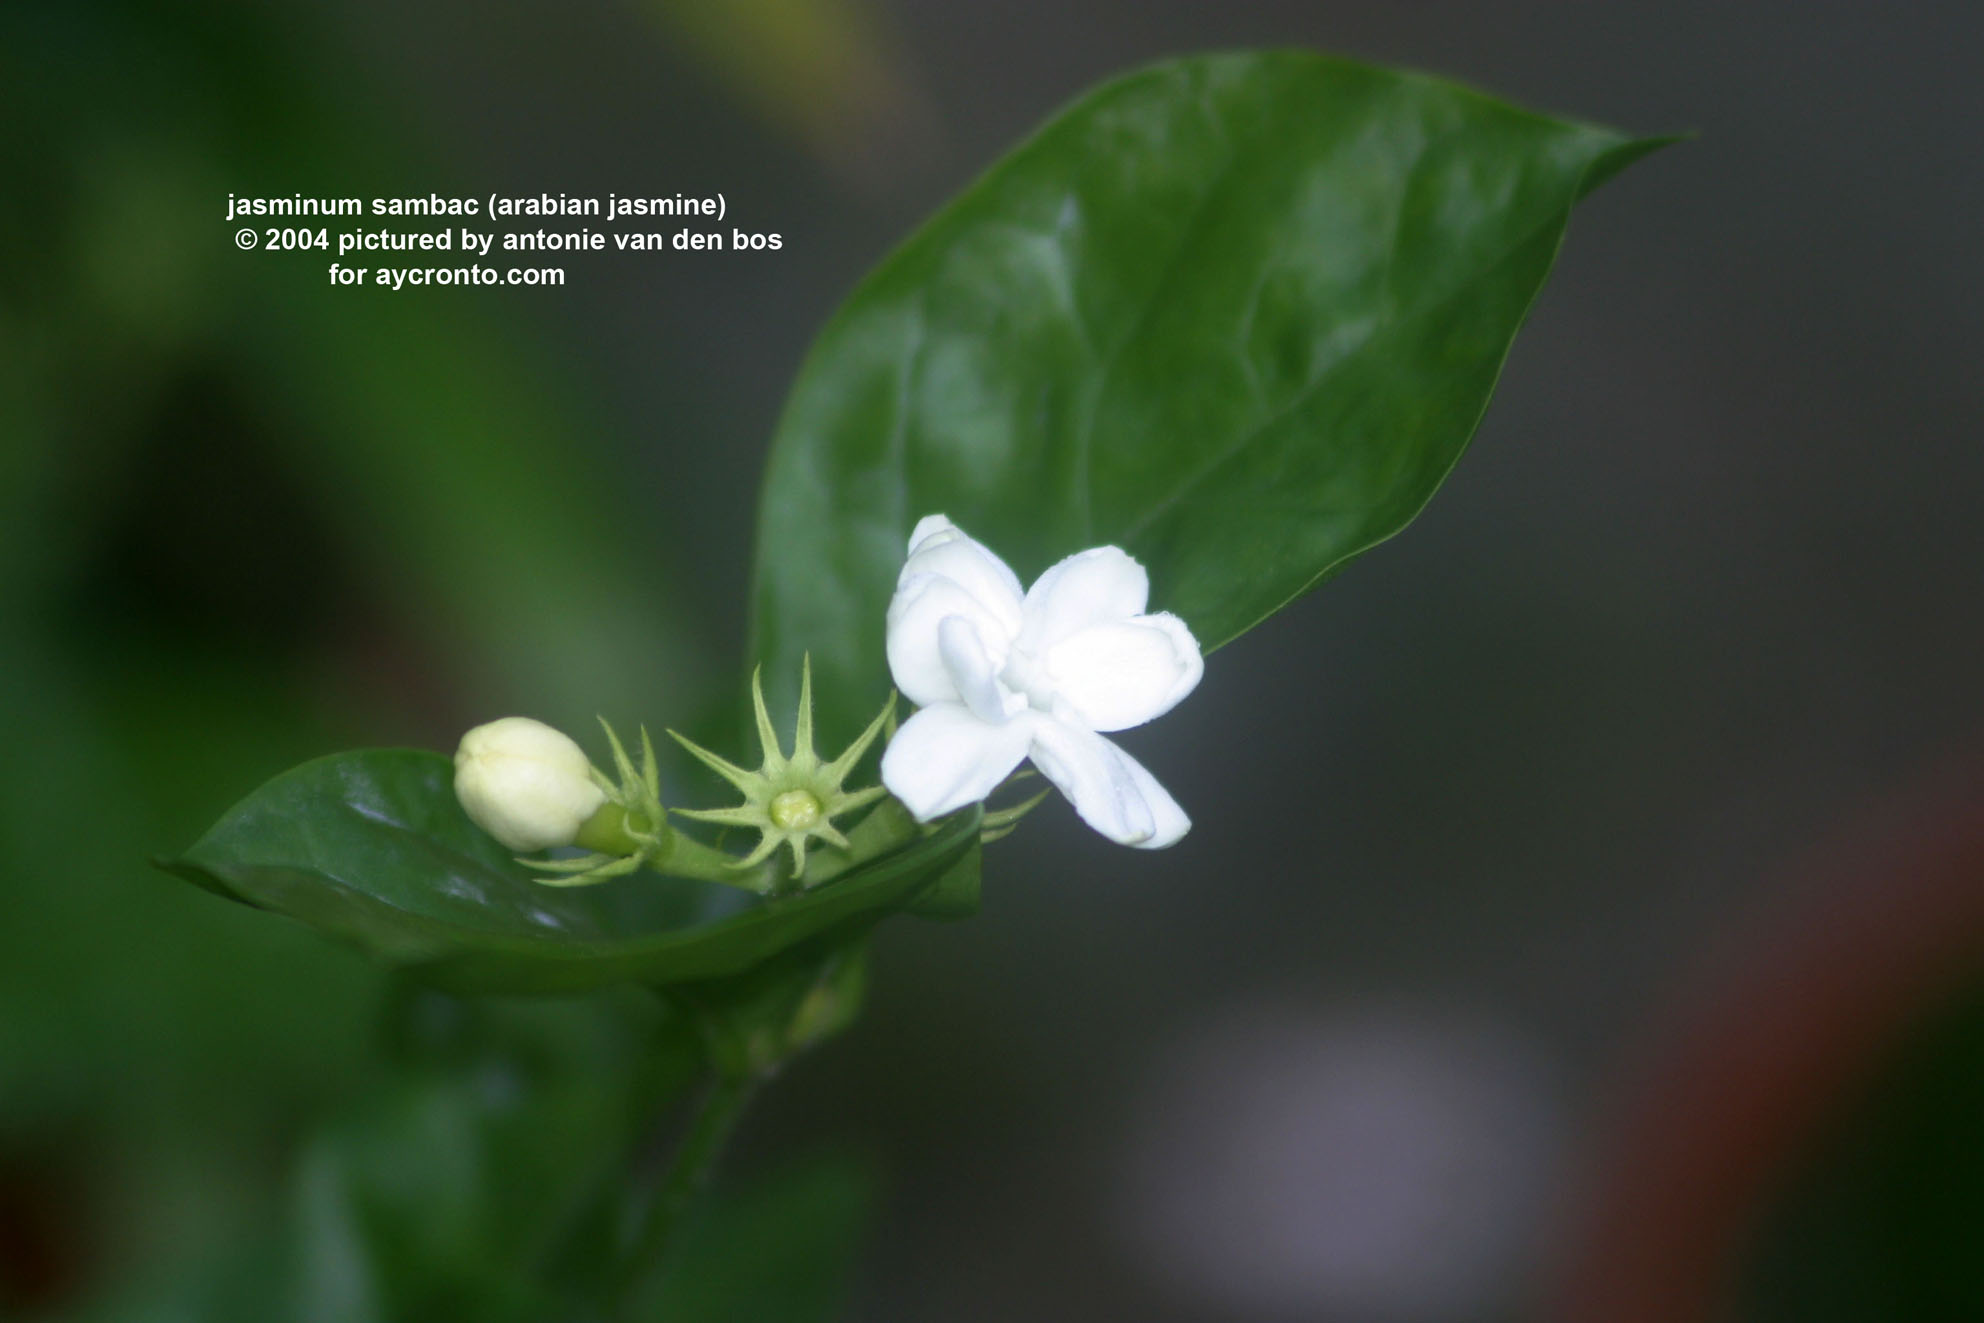 jasminum sambac (arabian jasmine)
© 2004 pictured by antonie van den bos
for aycronto.com